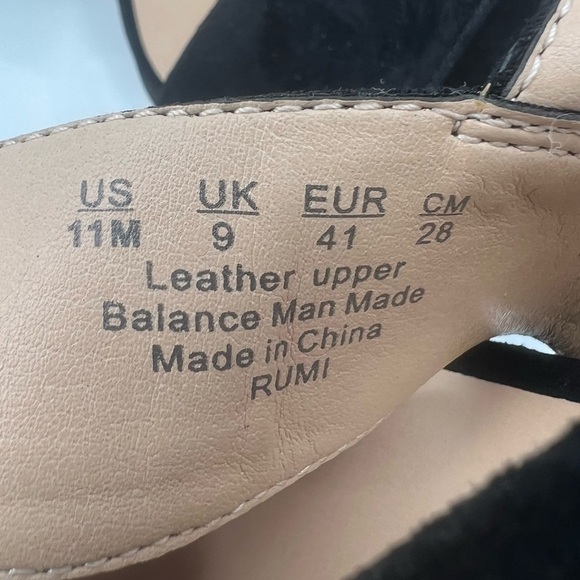 US UK EUR CM
11M 9 41 28
Leather upper
Balance Man Made
Made in China
RUMI